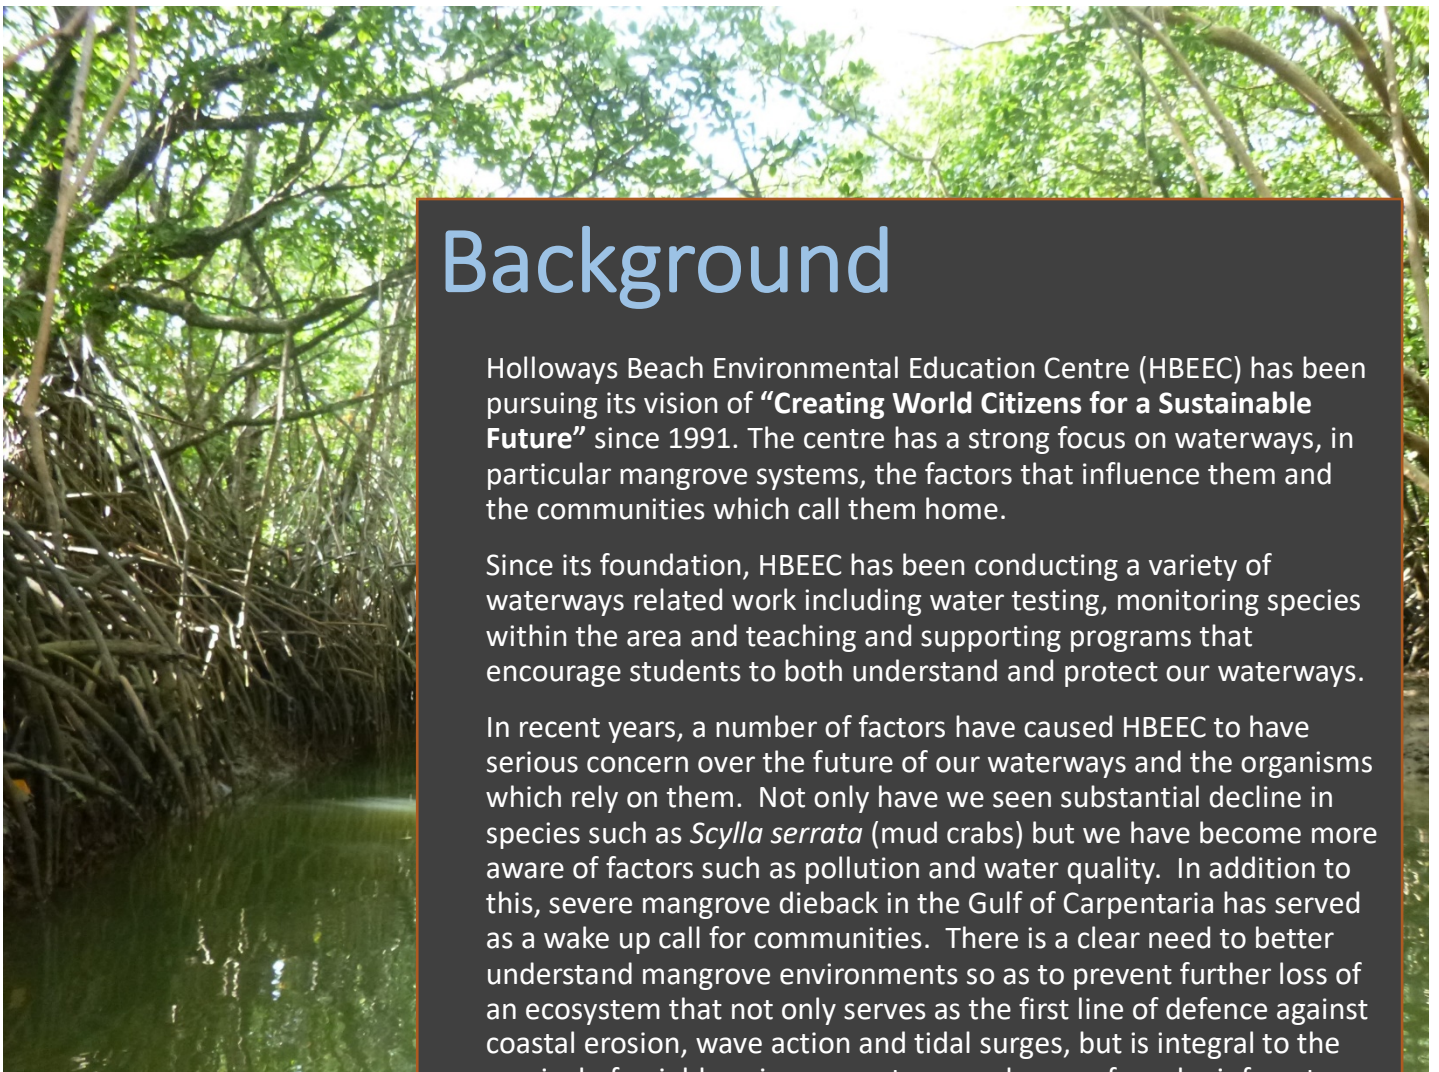 Background
Holloways Beach Environmental Education Centre (HBEEC) has been
pursuing its vision of “Creating World Citizens for a Sustainable
Future” since 1991. The centre has a strong focus on waterways, in
particular mangrove systems, the factors that influence them and
the communities which call them home.
Since its foundation, HBEEC has been conducting a variety of
waterways related work including water testing, monitoring species
within the area and teaching and supporting programs that
encourage students to both understand and protect our waterways.
In recent years, a number of factors have caused HBEEC to have
serious concern over the future of our waterways and the organisms
which rely on them.  Not only have we seen substantial decline in
species such as Scylla serrata (mud crabs) but we have become more
aware of factors such as pollution and water quality.  In addition to
this, severe mangrove dieback in the Gulf of Carpentaria has served
as a wake up call for communities.  There is a clear need to better
understand mangrove environments so as to prevent further loss of
an ecosystem that not only serves as the first line of defence against
coastal erosion, wave action and tidal surges, but is integral to the